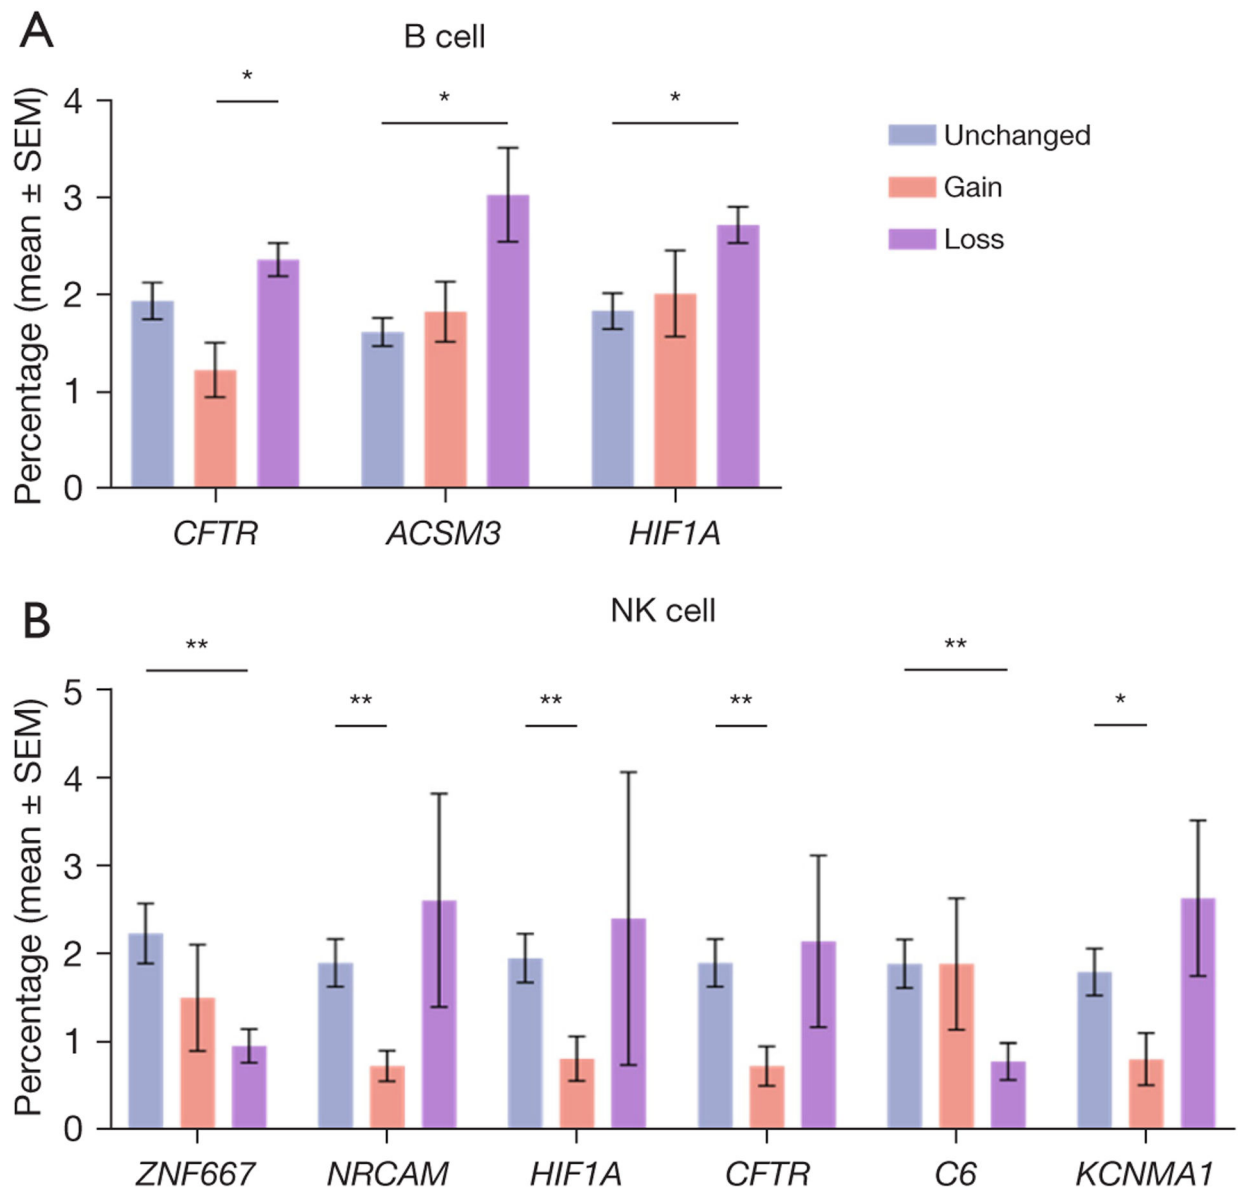 A
B cell
*
*
*
4
3
2
1
0
Percentage (mean ± SEM)
CFTR
ACSM3
HIF1A
Unchanged
Gain
Loss
B
NK cell
**
**
**
**
**
*
5
4
3
2
1
0
Percentage (mean ± SEM)
ZNF667
NRCAM
HIF1A
CFTR
C6
KCNMA1